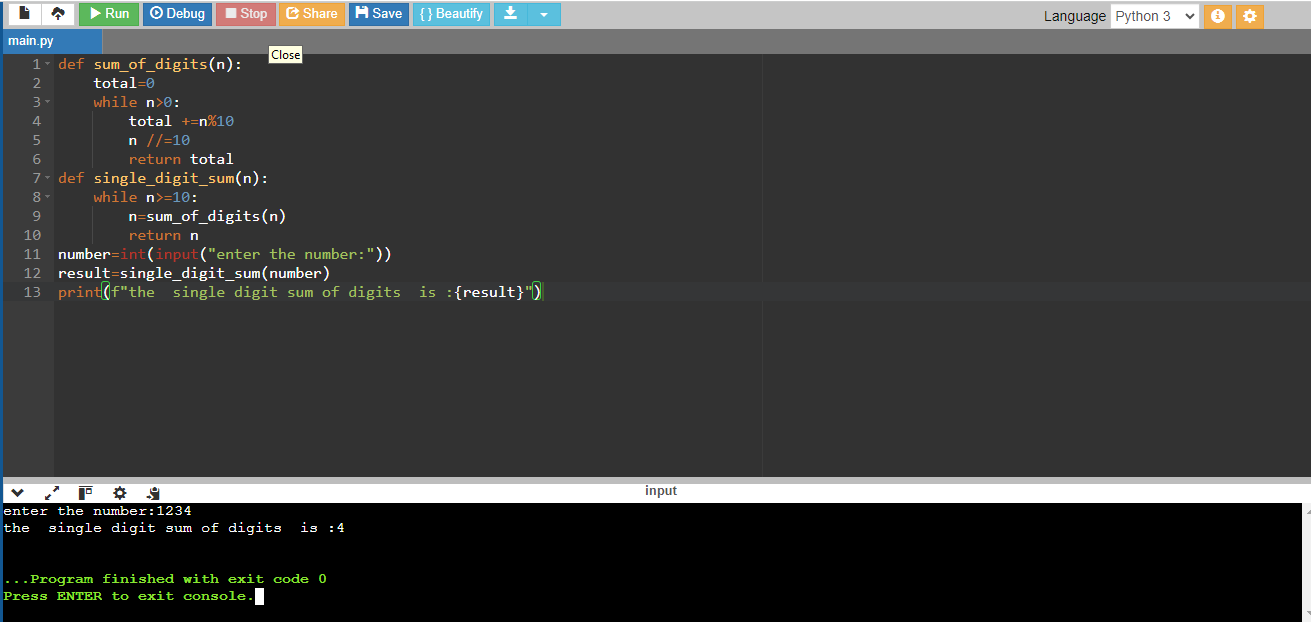 Run Debug Stop Share Save { } Beautify Language Python 3
main.py
Close
1 def sum_of_digits(n):
2     total=0
3     while n>0:
4         total +=n%10
5         n //=10
6         return total
7 def single_digit_sum(n):
8     while n>=10:
9         n=sum_of_digits(n)
10         return n
11 number=int(input("enter the number:"))
12 result=single_digit_sum(number)
13 print(f"the  single digit sum of digits  is :{result}")
input
enter the number:1234
the  single digit sum of digits  is :4
...Program finished with exit code 0
Press ENTER to exit console.